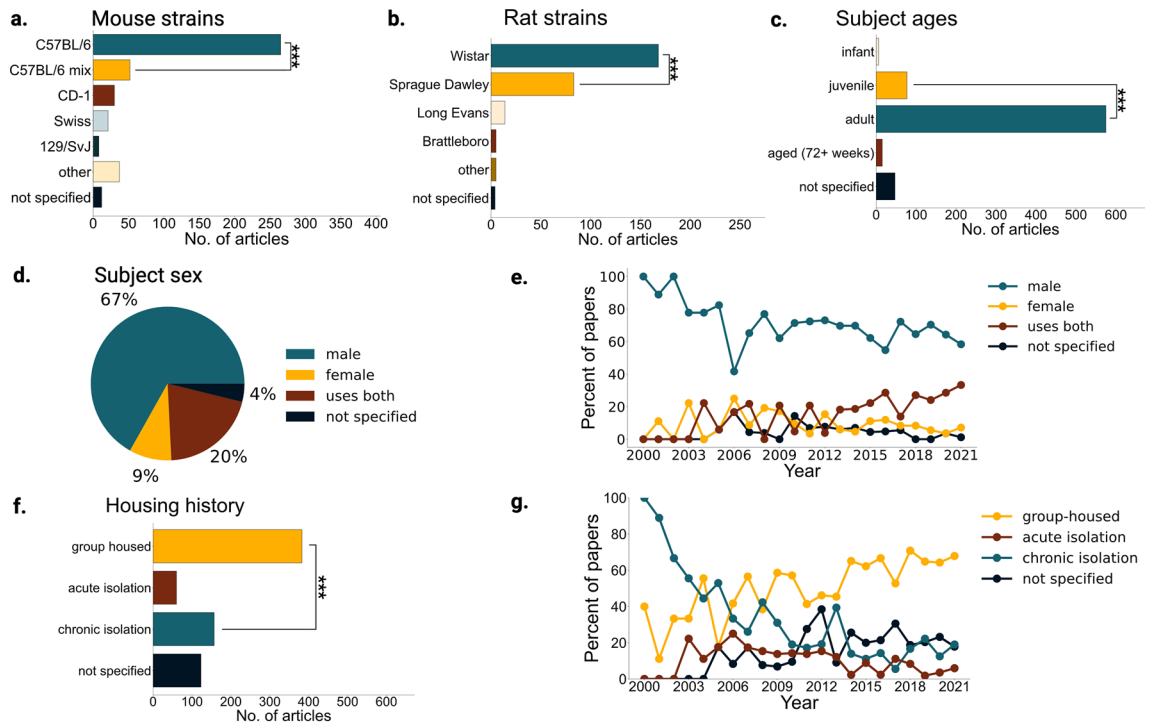 a. Mouse strains
C57BL/6
C57BL/6 mix
CD-1
Swiss
129/SvJ
other
not specified
***
0 50 100 150 200 250 300 350 400
No. of articles
b. Rat strains
Wistar
Sprague Dawley
Long Evans
Brattleboro
other
not specified
***
0 50 100 150 200 250
No. of articles
c. Subject ages
infant
juvenile
adult
aged (72+ weeks)
not specified
***
0 100 200 300 400 500 600
No. of articles
d. Subject sex
67%
4%
20%
9%
male
female
uses both
not specified
e.
Percent of papers
100
80
60
40
20
0
2000 2003 2006 2009 2012 2015 2018 2021
Year
male
female
uses both
not specified
f. Housing history
group housed
acute isolation
chronic isolation
not specified
***
0 100 200 300 400 500 600
No. of articles
g.
Percent of papers
100
80
60
40
20
0
2000 2003 2006 2009 2012 2015 2018 2021
Year
group-housed
acute isolation
chronic isolation
not specified